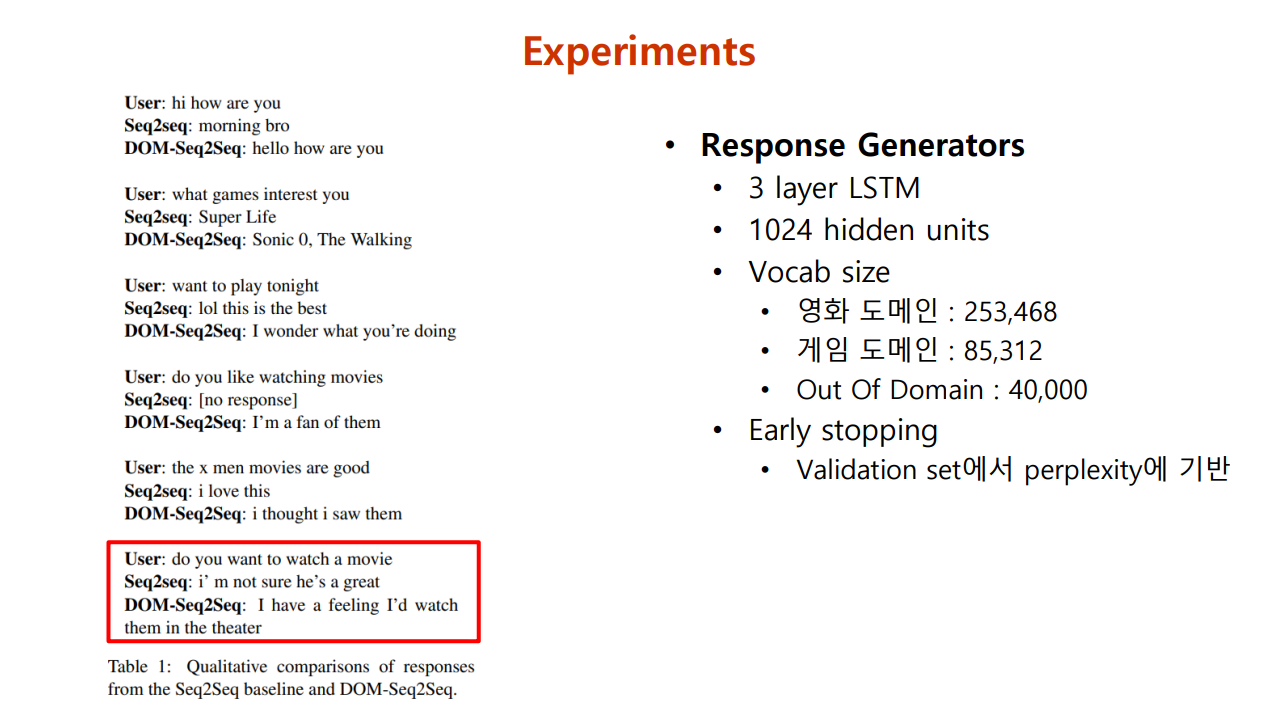 Experiments
User: hi how are you
Seq2seq: morning bro
DOM-Seq2Seq: hello how are you
User: what games interest you
Seq2seq: Super Life
DOM-Seq2Seq: Sonic 0, The Walking
User: want to play tonight
Seq2seq: lol this is the best
DOM-Seq2Seq: I wonder what you're doing
User: do you like watching movies
Seq2seq: [no response]
DOM-Seq2Seq: I'm a fan of them
User: the x men movies are good
Seq2seq: i love this
DOM-Seq2Seq: i thought i saw them
User: do you want to watch a movie
Seq2seq: i' m not sure he's a great
DOM-Seq2Seq: I have a feeling I'd watch
them in the theater
Table 1: Qualitative comparisons of responses
from the Seq2Seq baseline and DOM-Seq2Seq.
• Response Generators
• 3 layer LSTM
• 1024 hidden units
• Vocab size
• 영화 도메인 : 253,468
• 게임 도메인 : 85,312
• Out Of Domain : 40,000
• Early stopping
• Validation set에서 perplexity에 기반